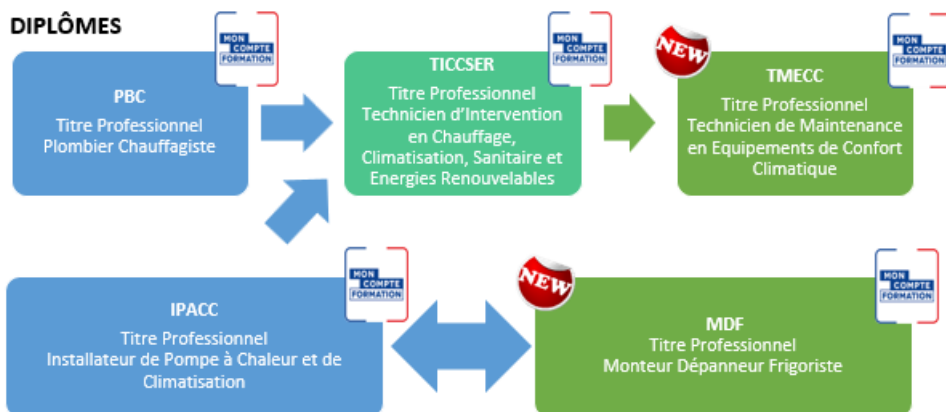 DIPLÔMES
MON
COMPTE
FORMATION
PBC
Titre Professionnel
Plombier Chauffagiste
MON
COMPTE
FORMATION
TICCSER
Titre Professionnel
Technicien d'Intervention
en Chauffage,
Climatisation, Sanitaire et
Energies Renouvelables
NEW
MON
COMPTE
FORMATION
TMECC
Titre Professionnel
Technicien de Maintenance
en Equipements de Confort
Climatique
MON
COMPTE
FORMATION
IPACC
Titre Professionnel
Installateur de Pompe à Chaleur et de
Climatisation
NEW
MON
COMPTE
FORMATION
MDF
Titre Professionnel
Monteur Dépanneur Frigoriste